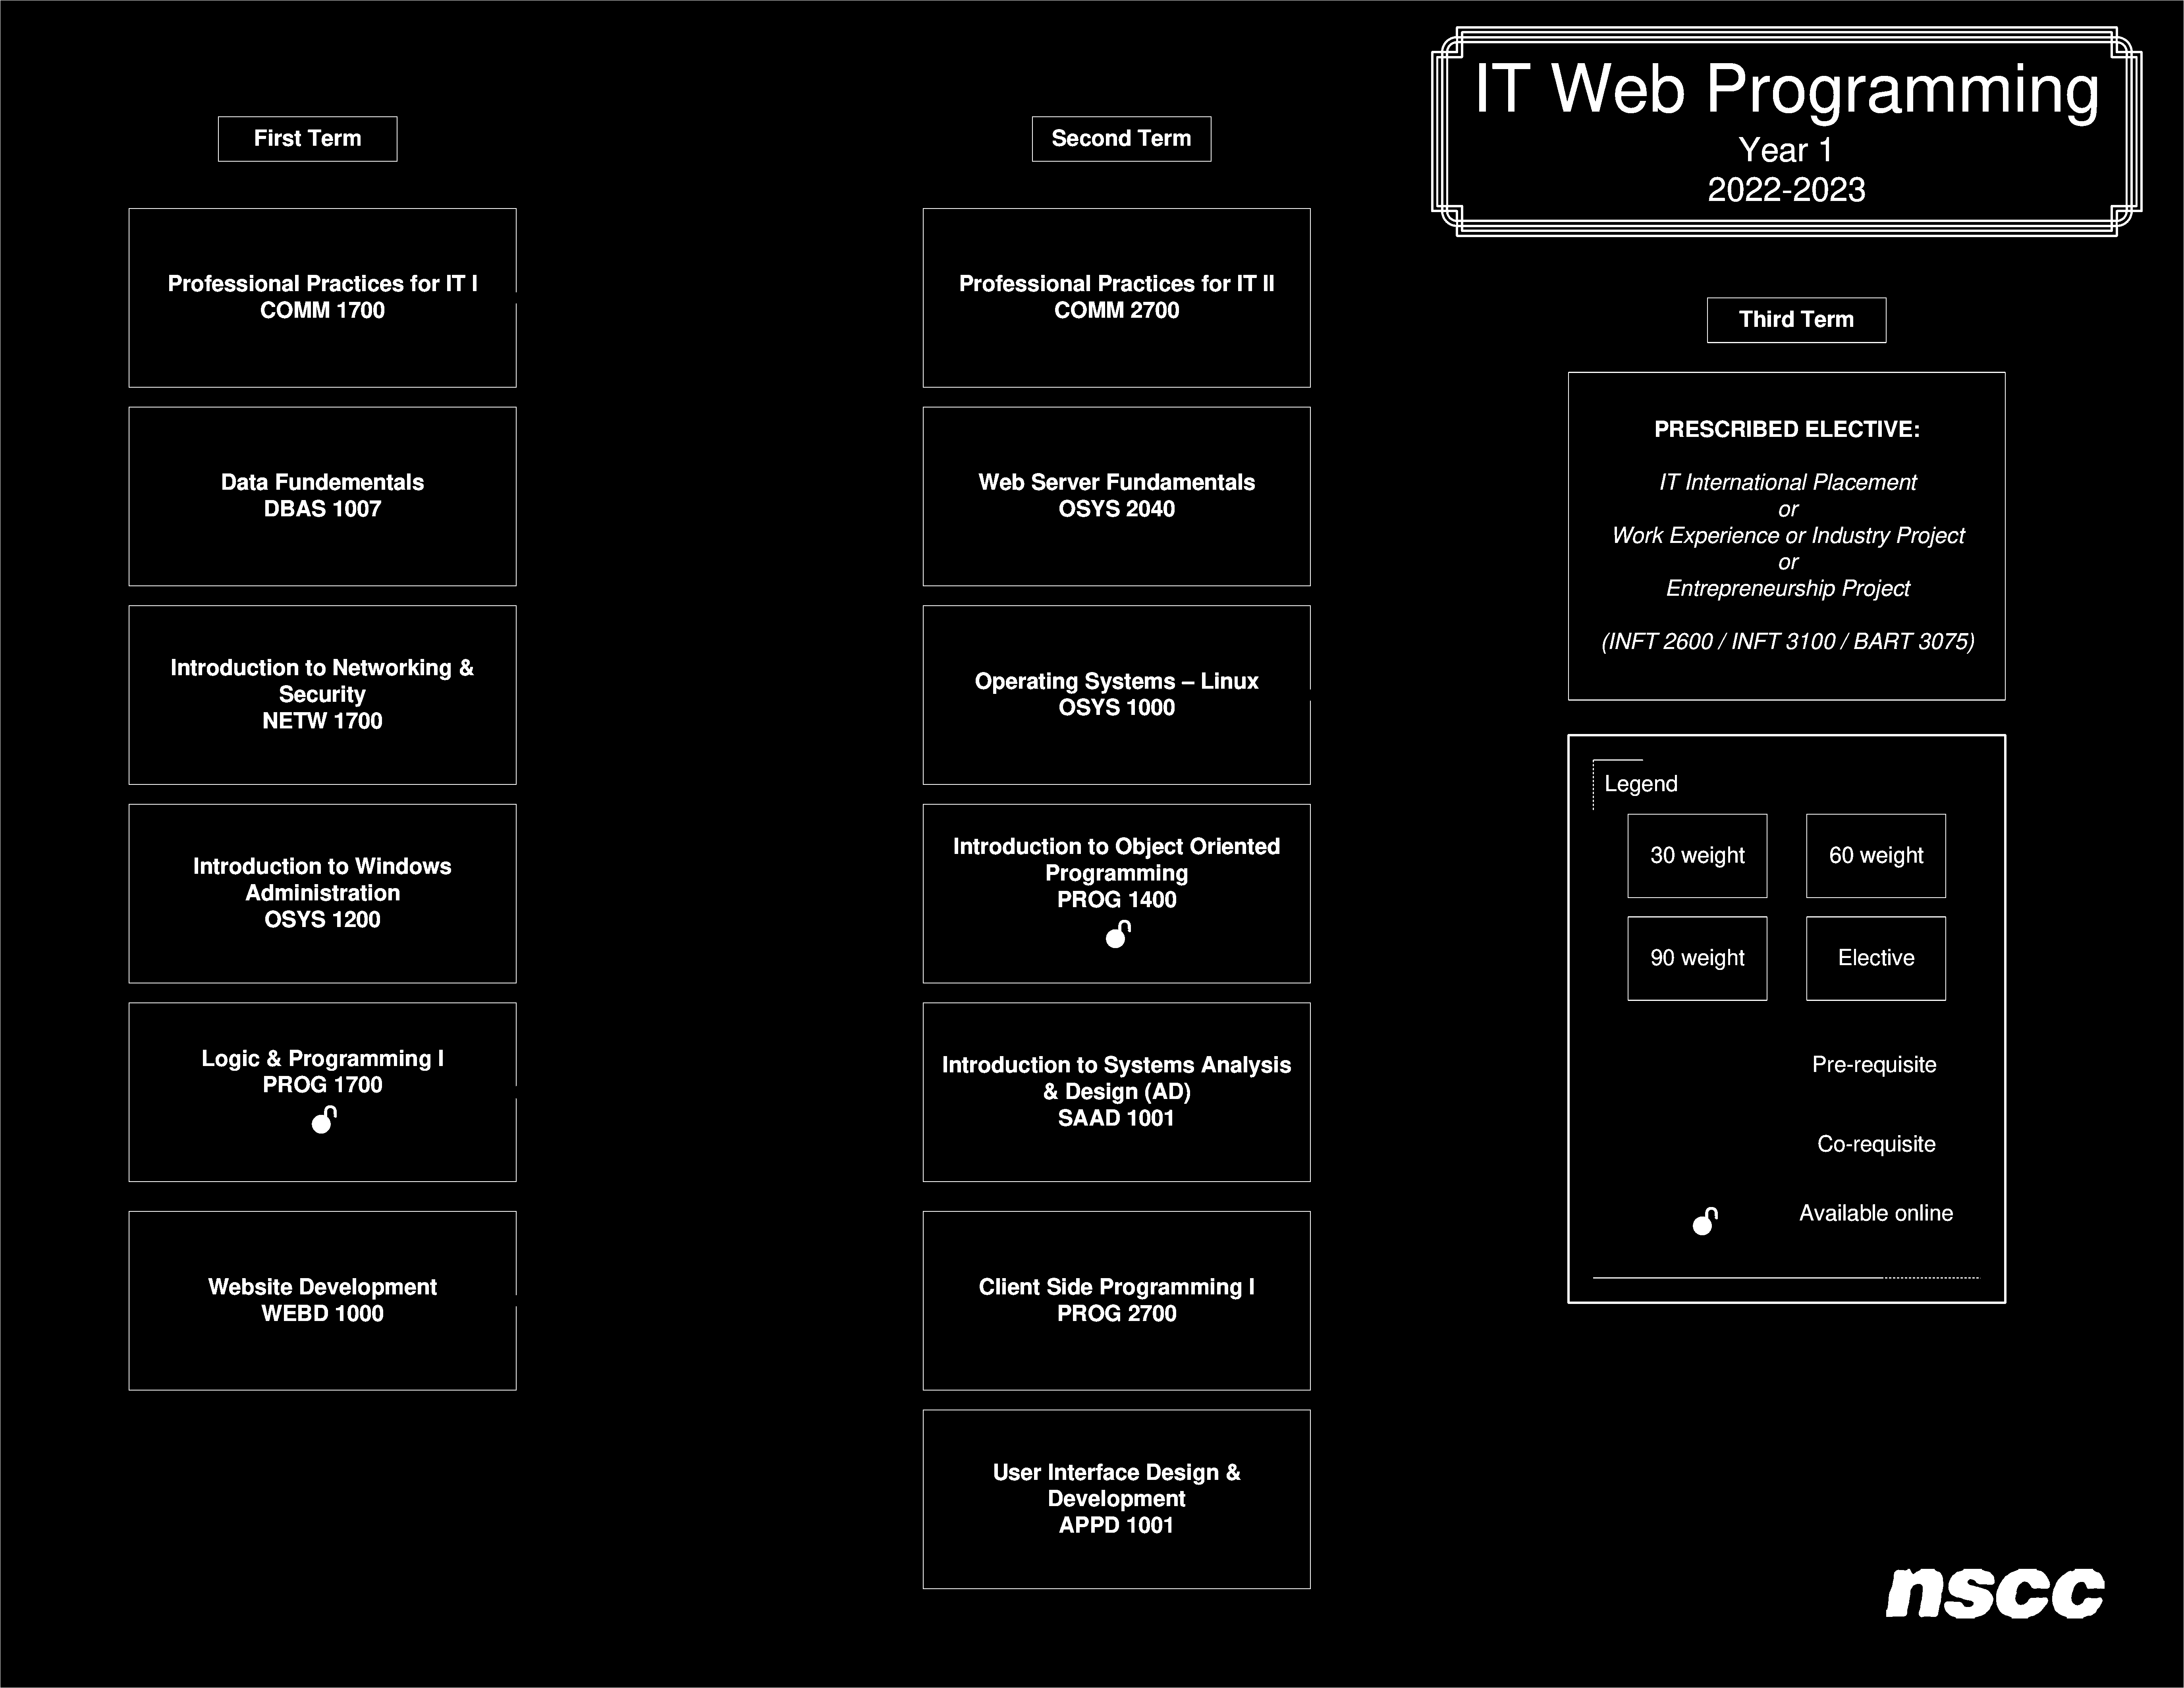 IT Web Programming
Year 1
2022-2023
First Term
Professional Practices for IT I
COMM 1700
Data Fundementals
DBAS 1007
Introduction to Networking &
Security
NETW 1700
Introduction to Windows
Administration
OSYS 1200
Logic & Programming I
PROG 1700
Website Development
WEBD 1000
Second Term
Professional Practices for IT II
COMM 2700
Web Server Fundamentals
OSYS 2040
Operating Systems – Linux
OSYS 1000
Introduction to Object Oriented
Programming
PROG 1400
Introduction to Systems Analysis
& Design (AD)
SAAD 1001
Client Side Programming I
PROG 2700
User Interface Design &
Development
APPD 1001
Third Term
PRESCRIBED ELECTIVE:
IT International Placement
or
Work Experience or Industry Project
or
Entrepreneurship Project
(INFT 2600 / INFT 3100 / BART 3075)
Legend
30 weight
60 weight
90 weight
Elective
Pre-requisite
Co-requisite
Available online
nscc